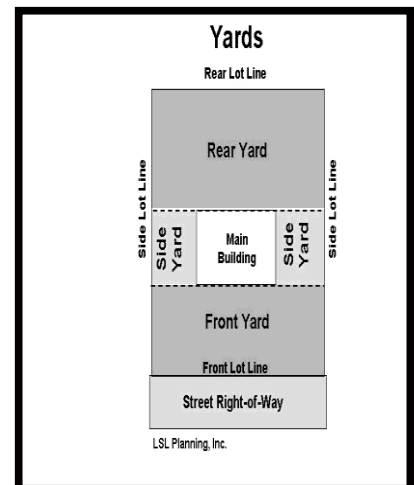 Yards
Rear Lot Line
Rear Yard
Side Lot Line
Side
Yard
Main
Building
Side
Yard
Side Lot Line
Front Yard
Front Lot Line
Street Right-of-Way
LSL Planning, Inc.